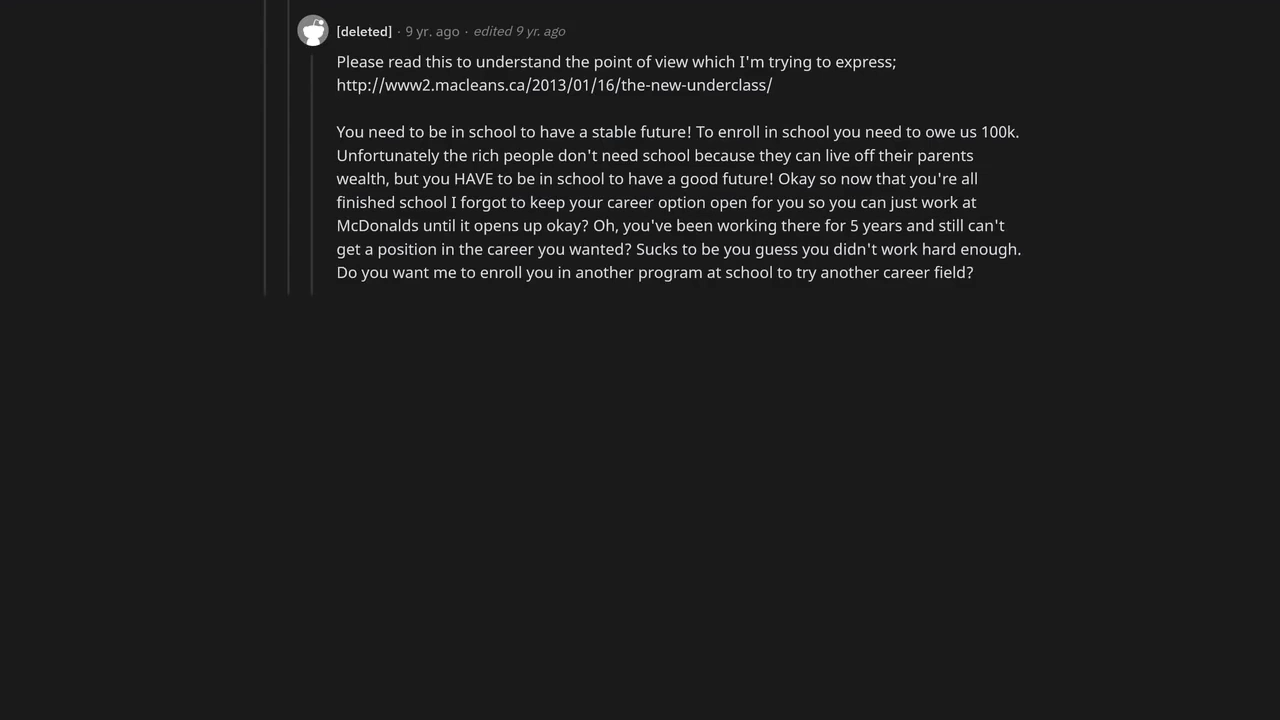 [deleted] · 9 yr. ago · edited 9 yr. ago
Please read this to understand the point of view which I'm trying to express;
http://www2.macleans.ca/2013/01/16/the-new-underclass/
You need to be in school to have a stable future! To enroll in school you need to owe us 100k.
Unfortunately the rich people don't need school because they can live off their parents
wealth, but you HAVE to be in school to have a good future! Okay so now that you're all
finished school I forgot to keep your career option open for you so you can just work at
McDonalds until it opens up okay? Oh, you've been working there for 5 years and still can't
get a position in the career you wanted? Sucks to be you guess you didn't work hard enough.
Do you want me to enroll you in another program at school to try another career field?